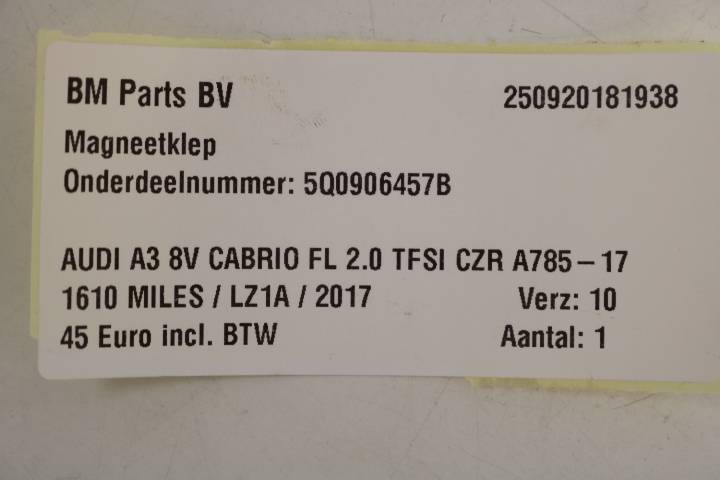 BM Parts BV 250920181938
Magneetklep
Onderdeelnummer: 5Q0906457B
AUDI A3 8V CABRIO FL 2.0 TFSI CZR A785-17
1610 MILES / LZ1A / 2017 Verz: 10
45 Euro incl. BTW Aantal: 1